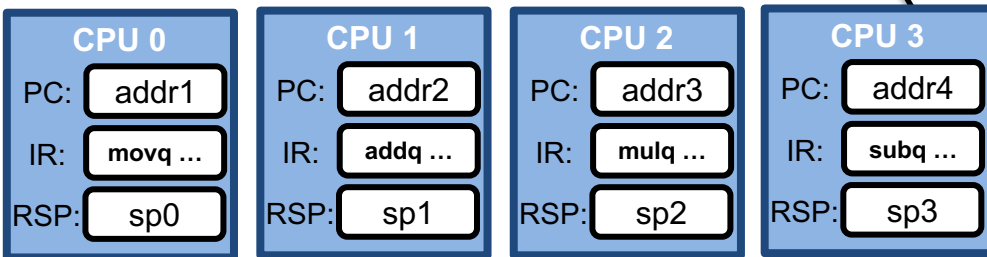 CPU 0
PC: addr1
IR: movq ...
RSP: sp0
CPU 1
PC: addr2
IR: addq ...
RSP: sp1
CPU 2
PC: addr3
IR: mulq ...
RSP: sp2
CPU 3
PC: addr4
IR: subq ...
RSP: sp3